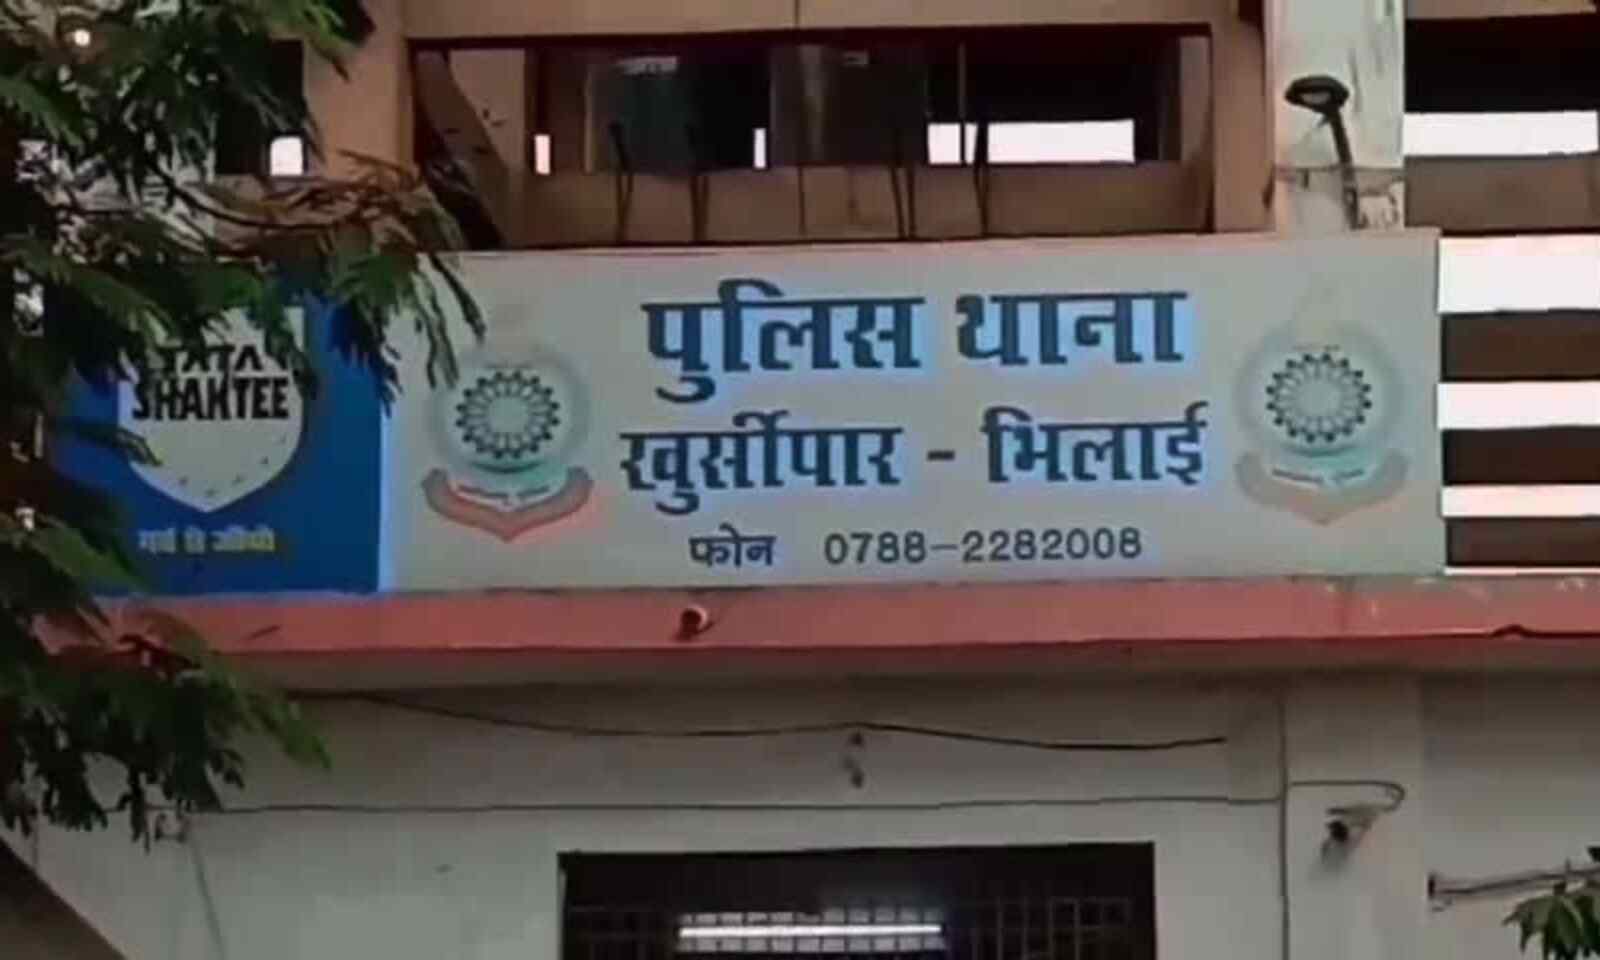 TATA
SHAKTEE
पुलिस थाना
खुर्सीपार - भिलाई
फोन 0788-2282008